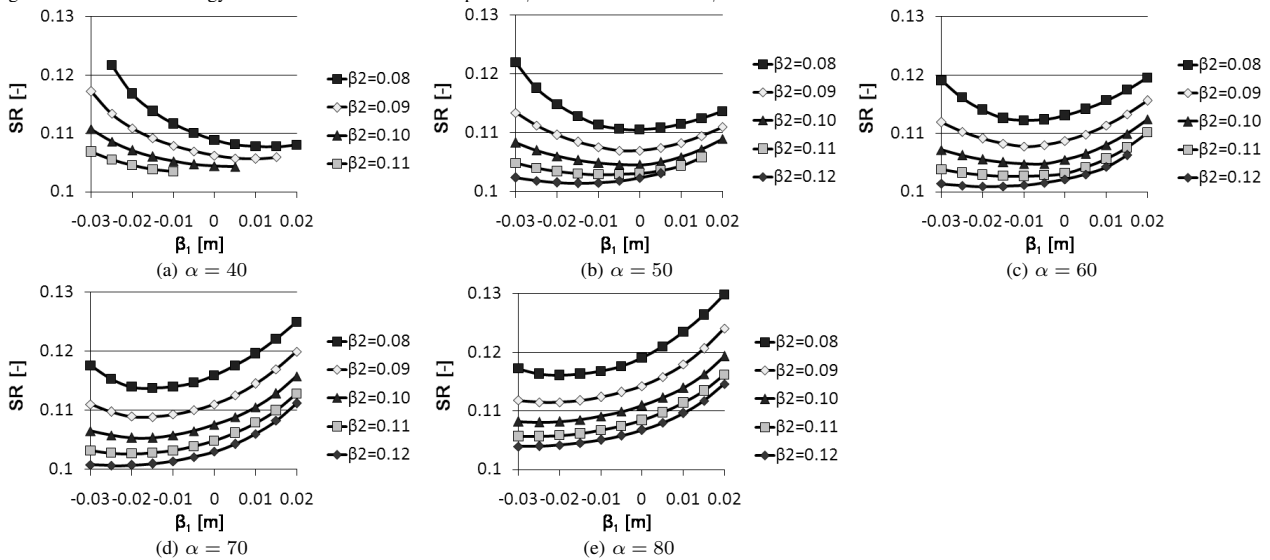 0.13
0.12
0.11
0.1
SR [-]
-0.03 -0.02 -0.01 0 0.01 0.02
β₁ [m]
β2=0.08
β2=0.09
β2=0.10
β2=0.11
(a) α = 40
0.13
0.12
0.11
0.1
SR [-]
-0.03 -0.02 -0.01 0 0.01 0.02
β₁ [m]
β2=0.08
β2=0.09
β2=0.10
β2=0.11
β2=0.12
(b) α = 50
0.13
0.12
0.11
0.1
SR [-]
-0.03 -0.02 -0.01 0 0.01 0.02
β₁ [m]
β2=0.08
β2=0.09
β2=0.10
β2=0.11
β2=0.12
(c) α = 60
0.13
0.12
0.11
0.1
SR [-]
-0.03 -0.02 -0.01 0 0.01 0.02
β₁ [m]
β2=0.08
β2=0.09
β2=0.10
β2=0.11
β2=0.12
(d) α = 70
0.13
0.12
0.11
0.1
SR [-]
-0.03 -0.02 -0.01 0 0.01 0.02
β₁ [m]
β2=0.08
β2=0.09
β2=0.10
β2=0.11
β2=0.12
(e) α = 80